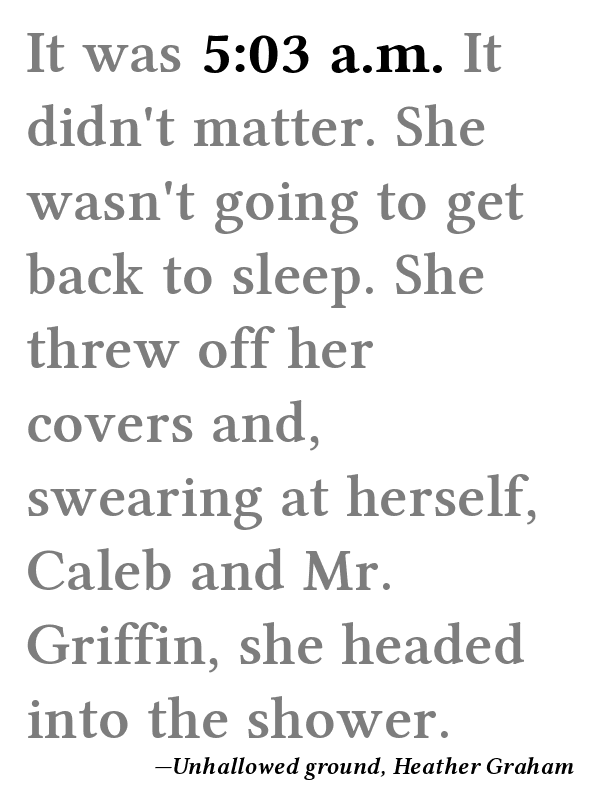 It was 5:03 a.m. It
didn't matter. She
wasn't going to get
back to sleep. She
threw off her
covers and,
swearing at herself,
Caleb and Mr.
Griffin, she headed
into the shower.
—Unhallowed ground, Heather Graham